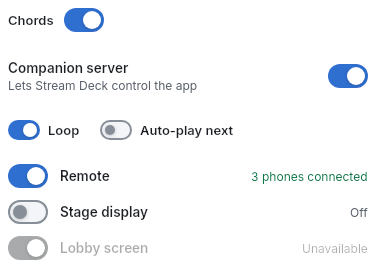 Chords
Companion server
Lets Stream Deck control the app
Loop Auto-play next
Remote 3 phones connected
Stage display Off
Lobby screen Unavailable